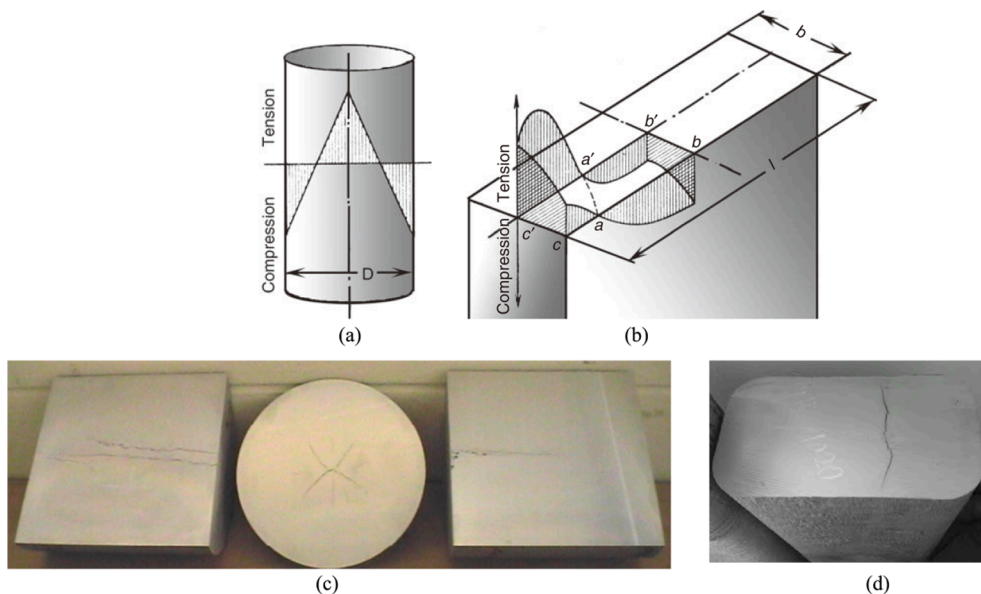 Tension
Compression
D
(a)
Tension
Compression
b
b'
b
a'
a
c'
c
l
(b)
(c)
(d)